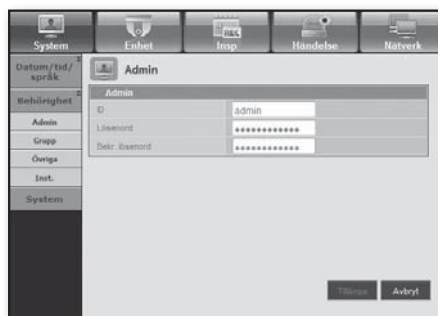 System Enhet Insp Händelse Nätverk
REC
Datum/tid/
språk
Admin
Behörighet
Admin
Grupp
Övriga
Inst.
System
Admin
ID admin
Lösenord ●●●●●●●●●●●●
Bekr. lösenord ●●●●●●●●●●●●
Tillämpa Avbryt